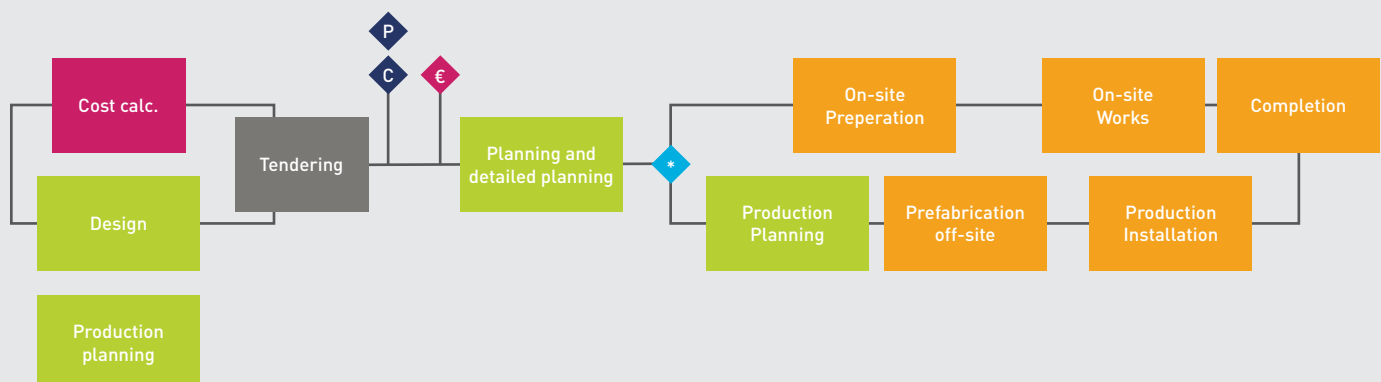 P
C
€
Cost calc.
Tendering
Design
Production
planning
Planning and
detailed planning
*
On-site
Preperation
On-site
Works
Completion
Production
Planning
Prefabrication
off-site
Production
Installation